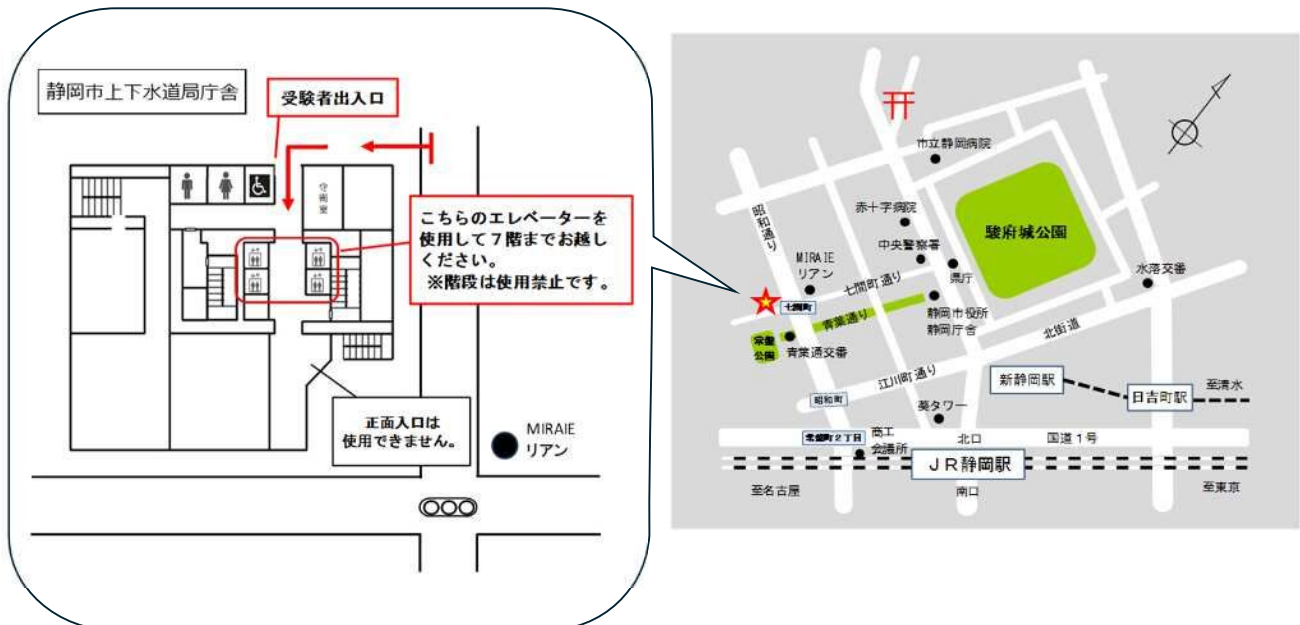 静岡市上下水道局庁舎
受験者出入口
守衛室
こちらのエレベーターを
使用して7階までお越し
ください。
※階段は使用禁止です。
正面入口は
使用できません。
MIRAIE
リアン
市立静岡病院
昭和通り
赤十字病院
駿府城公園
中央警察署
MIRAIE
リアン
七間町通り
県庁
水落交番
七間町
青葉通り
静岡市役所
静岡庁舎
北街道
常盤
公園
青葉通交番
江川町通り
新静岡駅
至清水
日吉町駅
昭和町
葵タワー
常盤町2丁目
商工
会議所
北口
国道1号
JR静岡駅
至名古屋
南口
至東京